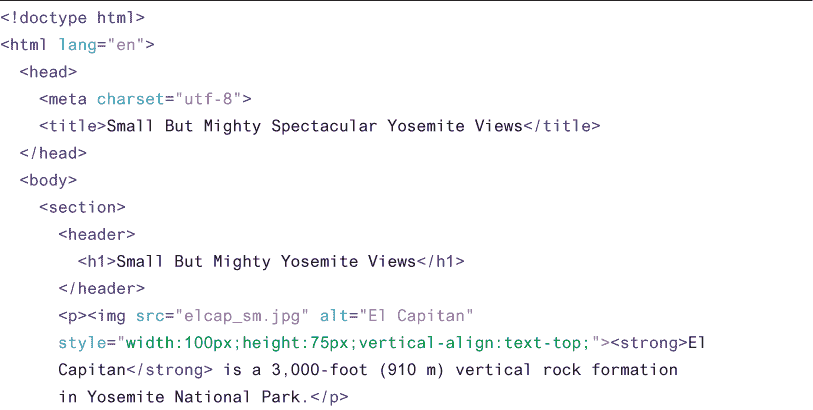 <!doctype html>
<html lang="en">
<head>
<meta charset="utf-8">
<title>Small But Mighty Spectacular Yosemite Views</title>
</head>
<body>
<section>
<header>
<h1>Small But Mighty Yosemite Views</h1>
</header>
<p><img src="elcap_sm.jpg" alt="El Capitan"
style="width:100px;height:75px;vertical-align:text-top;"><strong>El
Capitan</strong> is a 3,000-foot (910 m) vertical rock formation
in Yosemite National Park.</p>